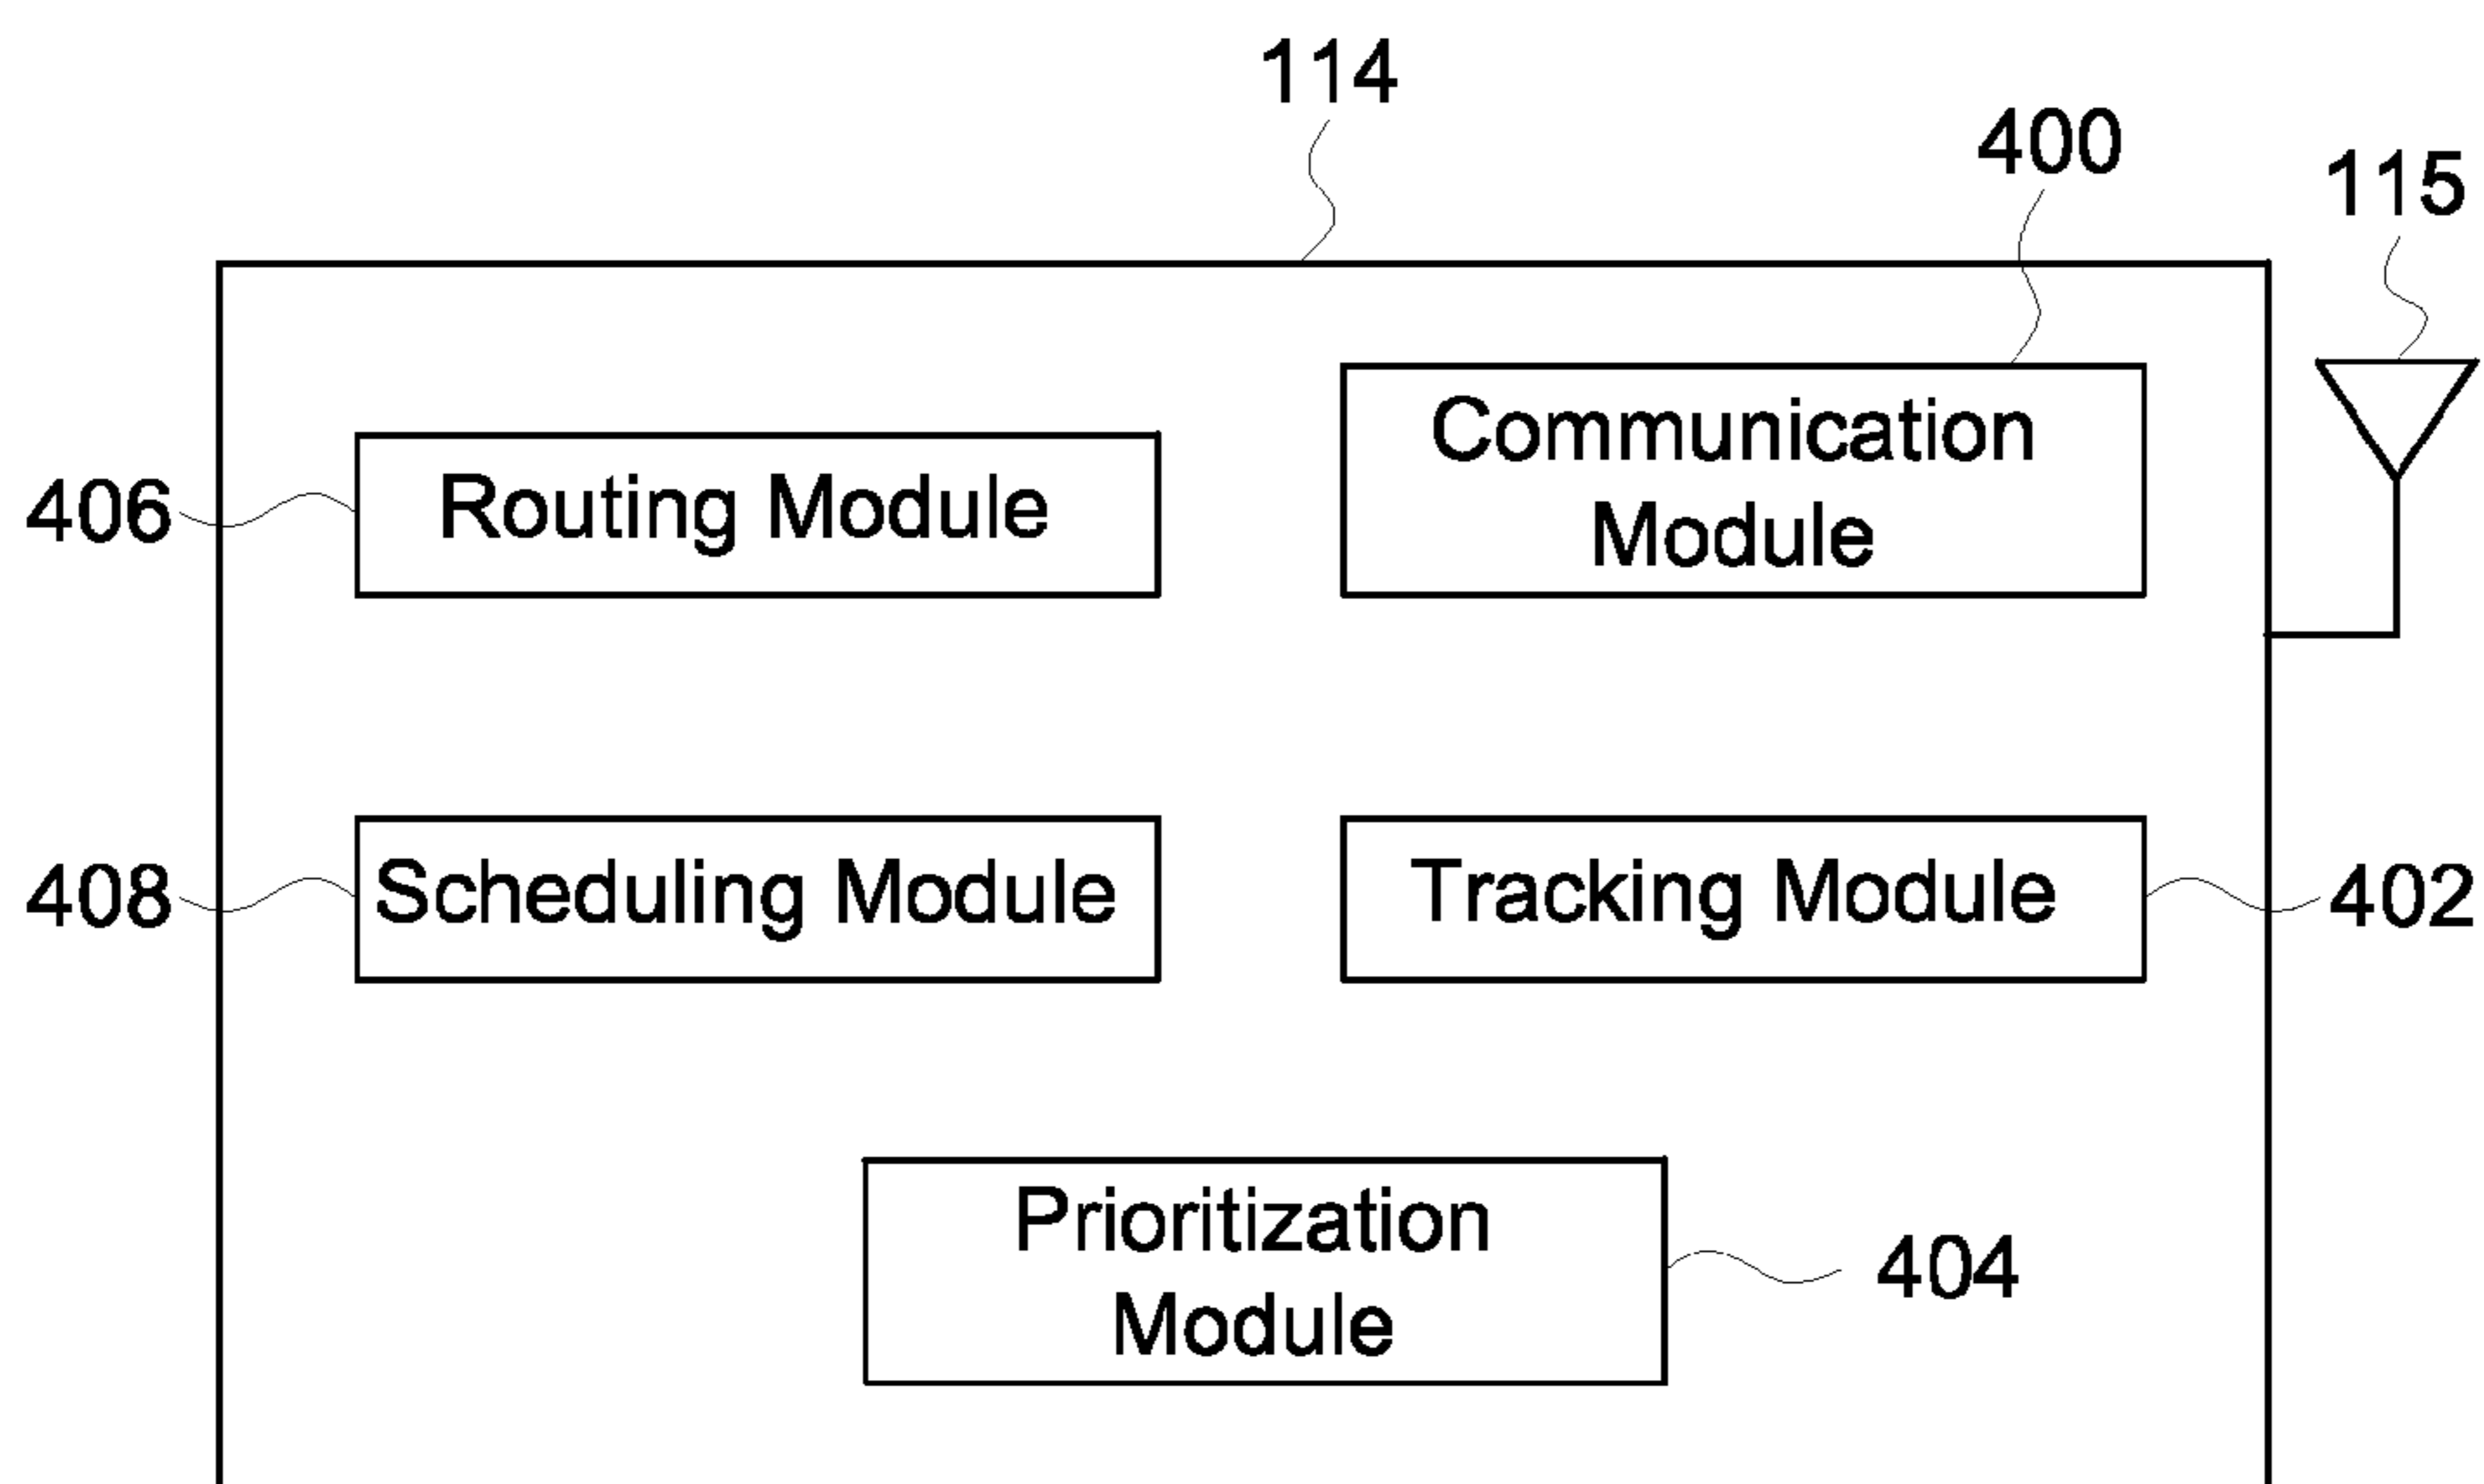 114
400
115
Communication
Module
406
Routing Module
408
Scheduling Module
Tracking Module
402
Prioritization
Module
404